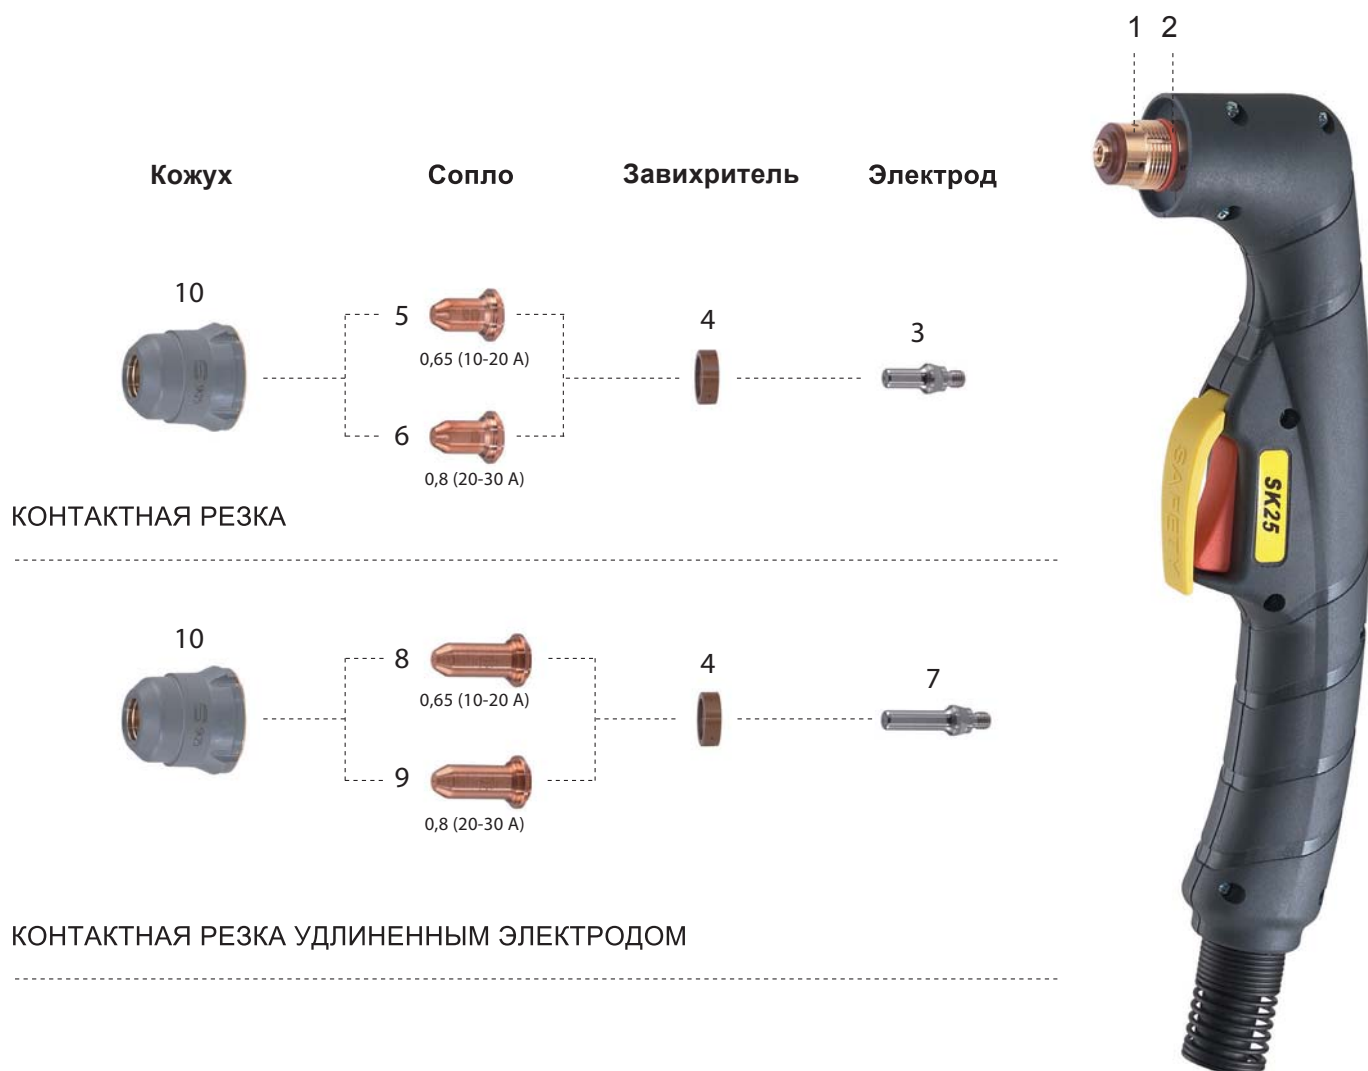 1 2
Кожух Сопло Завихритель Электрод
10
5
0,65 (10-20 А)
4
3
6
0,8 (20-30 А)
SK25
SAFETY
SK25
КОНТАКТНАЯ РЕЗКА
10
8
0,65 (10-20 А)
4
7
9
0,8 (20-30 А)
SK25
КОНТАКТНАЯ РЕЗКА УДЛИНЕННЫМ ЭЛЕКТРОДОМ